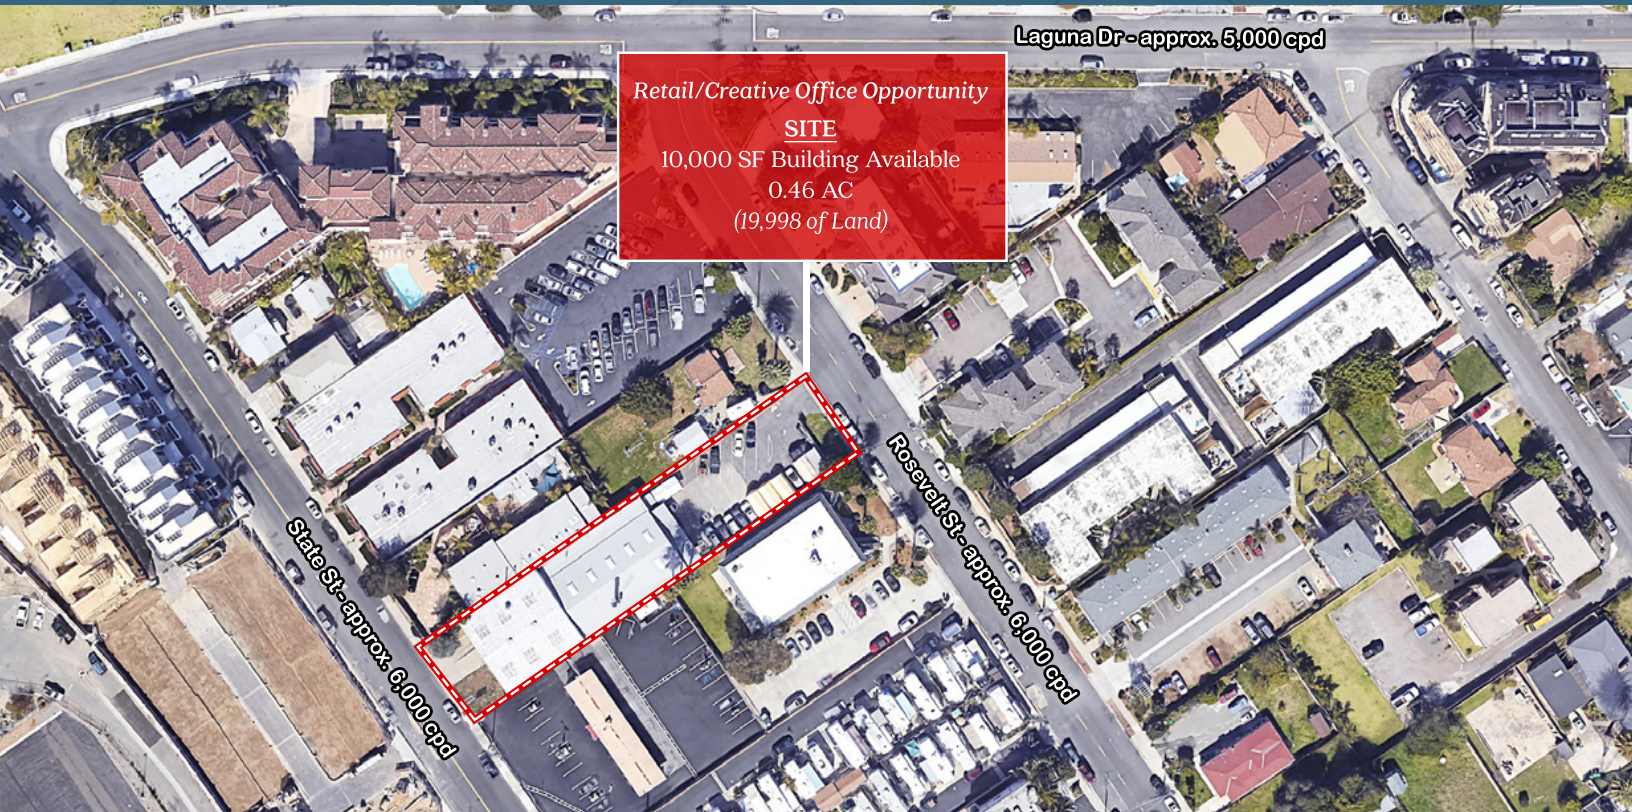 Laguna Dr - approx. 5,000 cpd
Retail/Creative Office Opportunity
SITE
10,000 SF Building Available
0.46 AC
(19,998 of Land)
Rosevelt St - approx. 6,000 cpd
State St - approx. 6,000 cpd